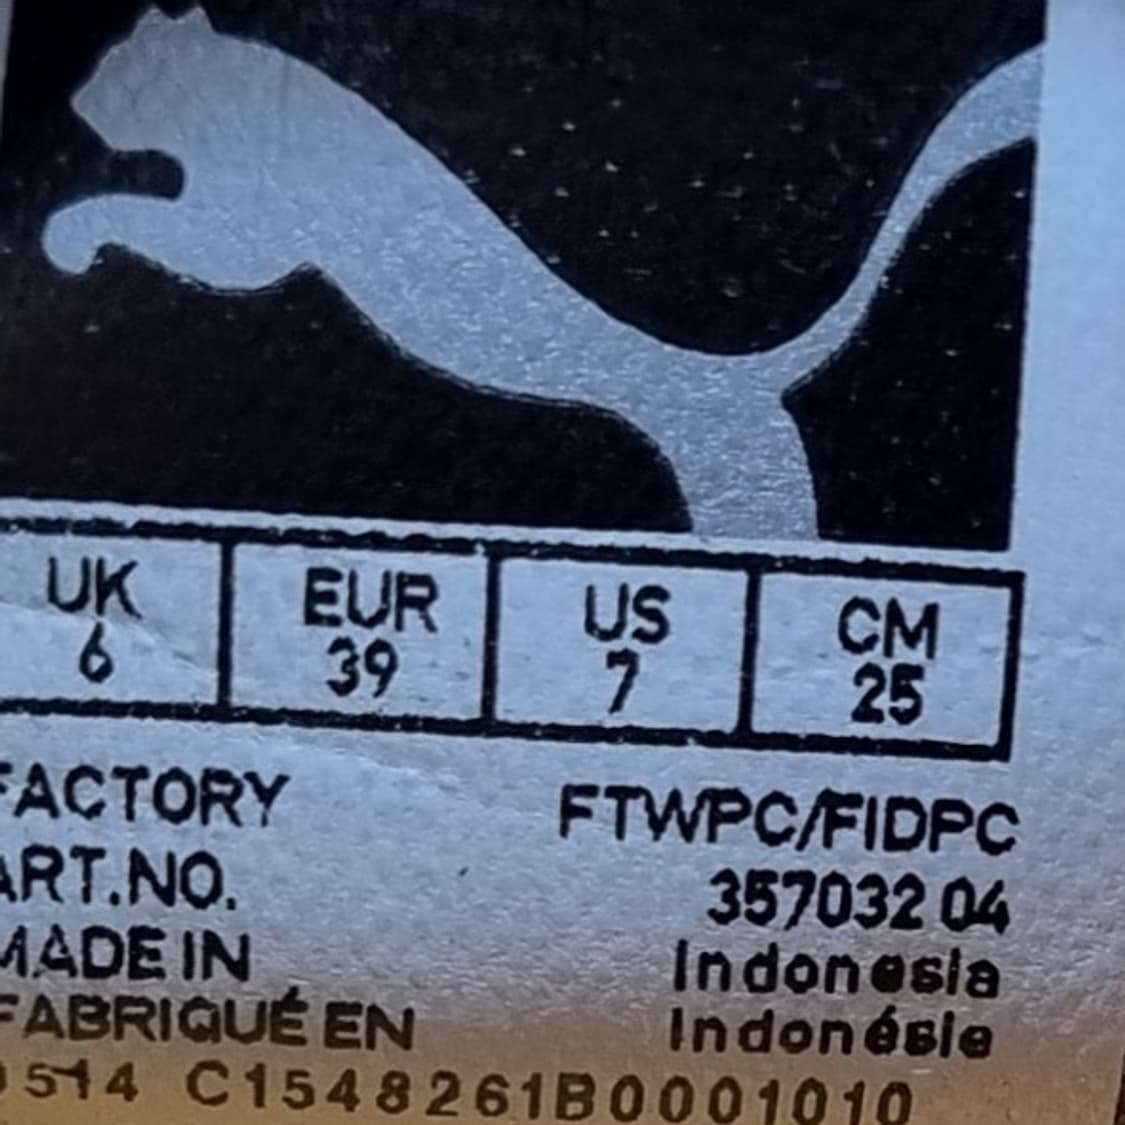 UK EUR US CM
6 39 7 25
FACTORY FTWPC/FIDPC
ART.NO. 357032 04
MADE IN Indonesia
FABRIQUÉ EN Indonésie
0514 C1548261B0001010